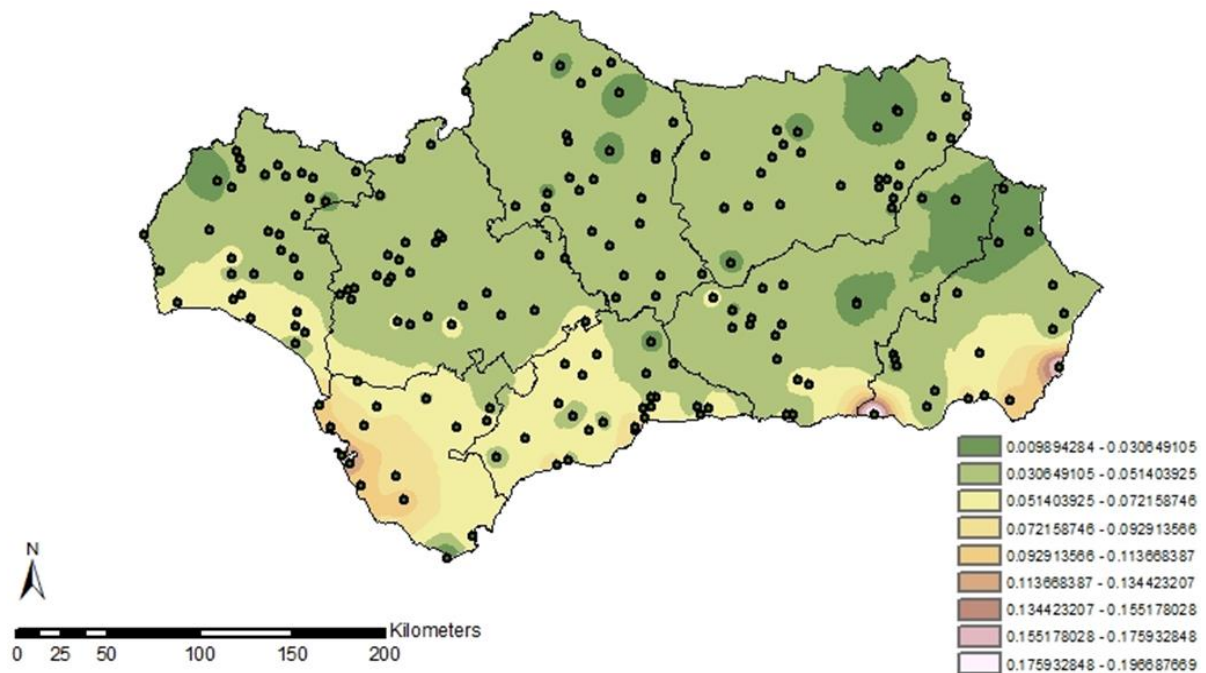 0.009894284 - 0.030649105
0.030649105 - 0.051403925
0.051403925 - 0.072158746
0.072158746 - 0.092913566
0.092913566 - 0.113668387
0.113668387 - 0.134423207
0.134423207 - 0.155178028
0.155178028 - 0.175932848
0.175932848 - 0.196687669
N
Kilometers
0 25 50 100 150 200